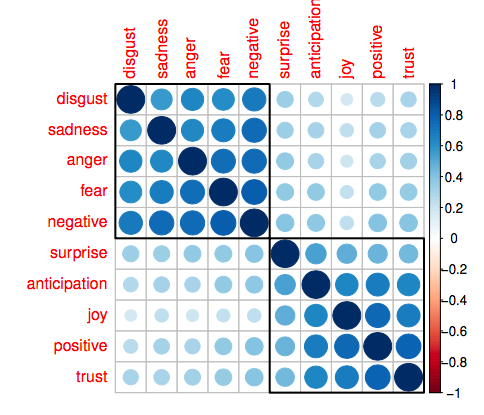 disgust
sadness
anger
fear
negative
surprise
anticipation
joy
positive
trust
disgust
sadness
anger
fear
negative
surprise
anticipation
joy
positive
trust
1
0.8
0.6
0.4
0.2
0
−0.2
−0.4
−0.6
−0.8
−1